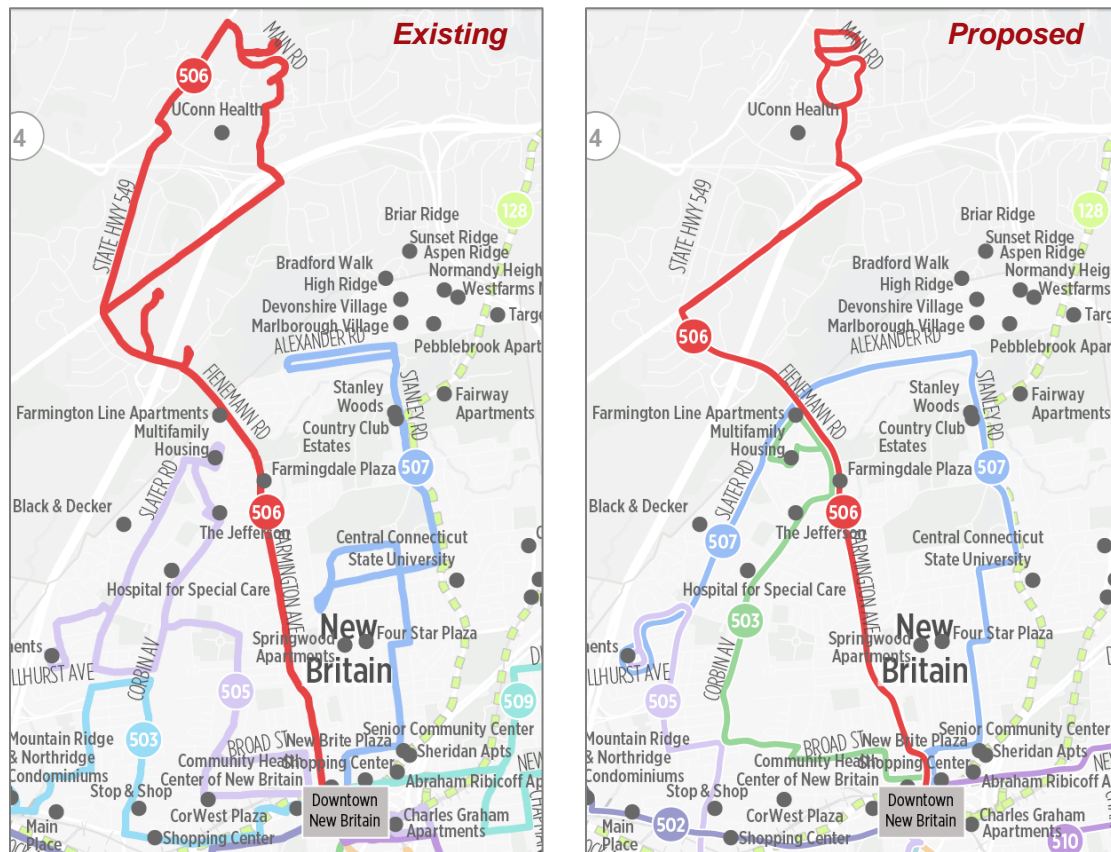 Existing
MAIN RD
506
UConn Health
4
STATE HWY 549
128
Briar Ridge
Sunset Ridge
Aspen Ridge
Bradford Walk
High Ridge
Normandy Heigh
Westfarms M
Devonshire Village
Targe
Marlborough Village
ALEXANDER RD
Pebblebrook Apart
FIENEMANN RD
STANLEY RD
Stanley
Woods
Fairway
Apartments
Farmington Line Apartments
Multifamily
Housing
Country Club
Estates
Farmingdale Plaza
507
SLATER RD
Black & Decker
The Jefferson
506
FARMINGTON AVE
Central Connecticut
State University
Hospital for Special Care
New
Britain
Springwood
Apartments
Four Star Plaza
ents
LLHURST AVE
CORBIN AV
505
509
503
Mountain Ridge
& Northridge
Condominiums
BROAD ST
New Brite Plaza
Shopping Center
Senior Community Center
Sheridan Apts
Community Health
Center of New Britain
Abraham Ribicoff A
Stop & Shop
CorWest Plaza
Downtown
New Britain
Main
Place
Shopping Center
Charles Graham
Apartments
Proposed
MAIN RD
UConn Health
4
STATE HWY 549
128
Briar Ridge
Sunset Ridge
Aspen Ridge
Bradford Walk
High Ridge
Normandy Heigh
Westfarms M
Devonshire Village
Targe
Marlborough Village
506
ALEXANDER RD
Pebblebrook Apart
FIENEMANN RD
STANLEY RD
Stanley
Woods
Fairway
Apartments
Farmington Line Apartments
Multifamily
Housing
Country Club
Estates
Farmingdale Plaza
507
SLATER RD
Black & Decker
The Jefferson
506
507
FARMINGTON AVE
Central Connecticut
State University
Hospital for Special Care
503
New
Britain
Springwood
Apartments
Four Star Plaza
ents
LLHURST AVE
CORBIN AV
505
Mountain Ridge
& Northridge
Condominiums
BROAD ST
New Brite Plaza
Shopping Center
Senior Community Center
Sheridan Apts
NEW
Community Health
Center of New Britain
Abraham Ribicoff A
Stop & Shop
502
CorWest Plaza
Downtown
New Britain
Main
Place
Shopping Center
Charles Graham
Apartments
510